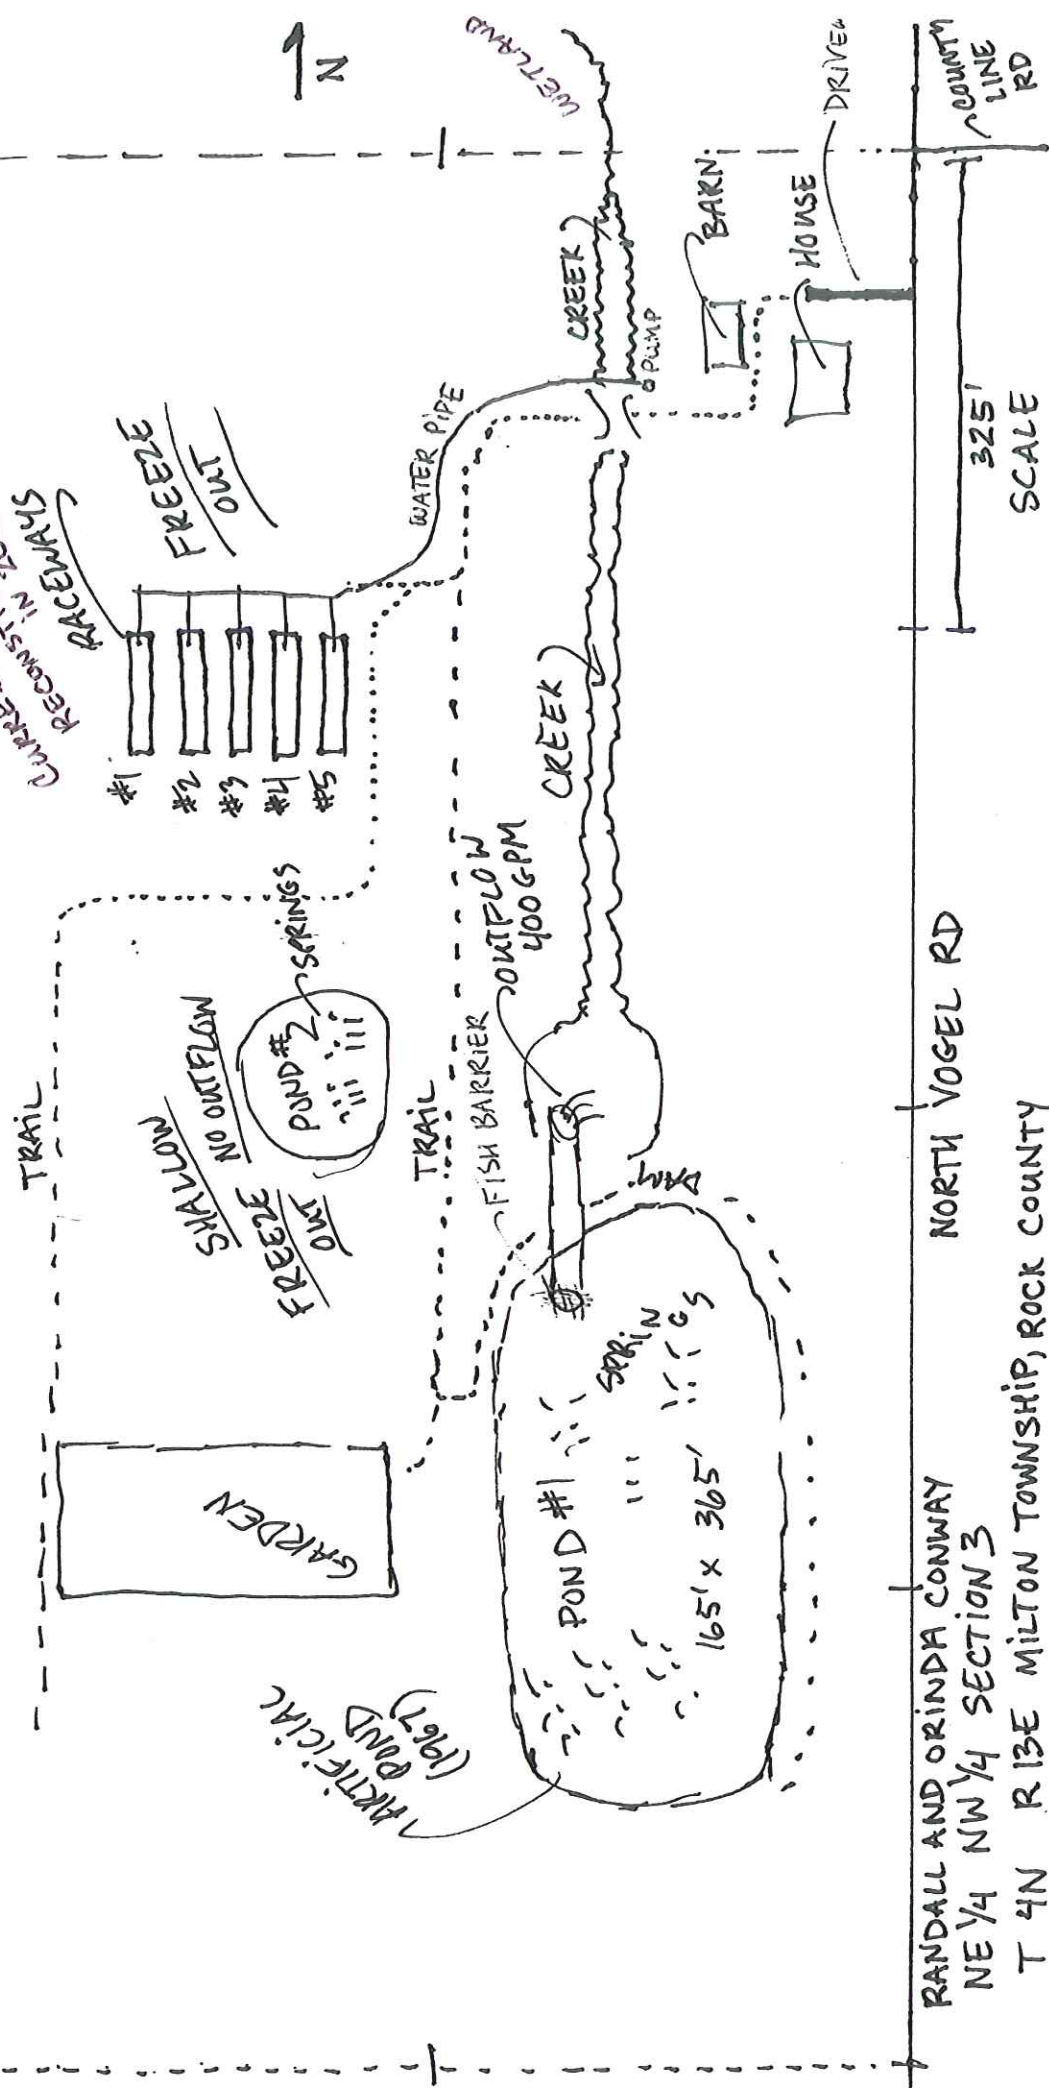 N
WETLAND
COUNTY
LINE
RD
RECONST
IN
RACEWAYS
FREEZE
OUT
WATER PIPE
CREEK
PUMP
BARN
HOUSE
325'
SCALE
#1
#2
#3
#4
#5
CREEK
OUTFLOW
400 GPM
TRAIL
SHALLOW
NO OUTFLOW
FREEZE
OUT
POND #2
SPRINGS
TRAIL
FISH BARRIER
GARDEN
ARTIFICIAL
POND
(1967)
POND #1
SPRINGS
165' x 365'
NORTH VOGEL RD
RANDALL AND ORINDA CONWAY
NE 1/4 NW 1/4 SECTION 3
T 4N R 13E MILTON TOWNSHIP, ROCK COUNTY